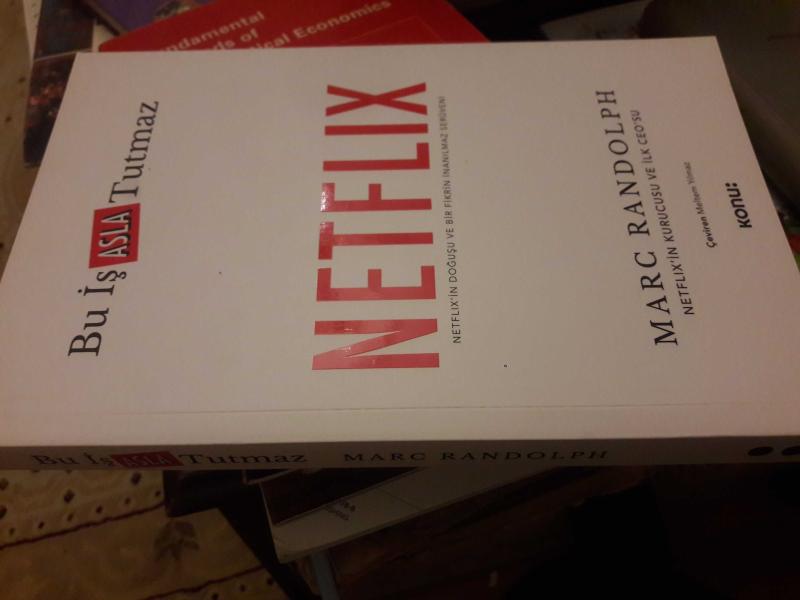 Bu İş ASLA Tutmaz
NETFLIX
NETFLIX'İN DOĞUŞU VE BİR FİKRİN İNANILMAZ SERÜVENİ
MARC RANDOLPH
NETFLIX'İN KURUCUSU VE İLK CEO'SU
Çeviren Meltem Yılmaz
konu:
Bu İş ASLA Tutmaz MARC RANDOLPH
Economics